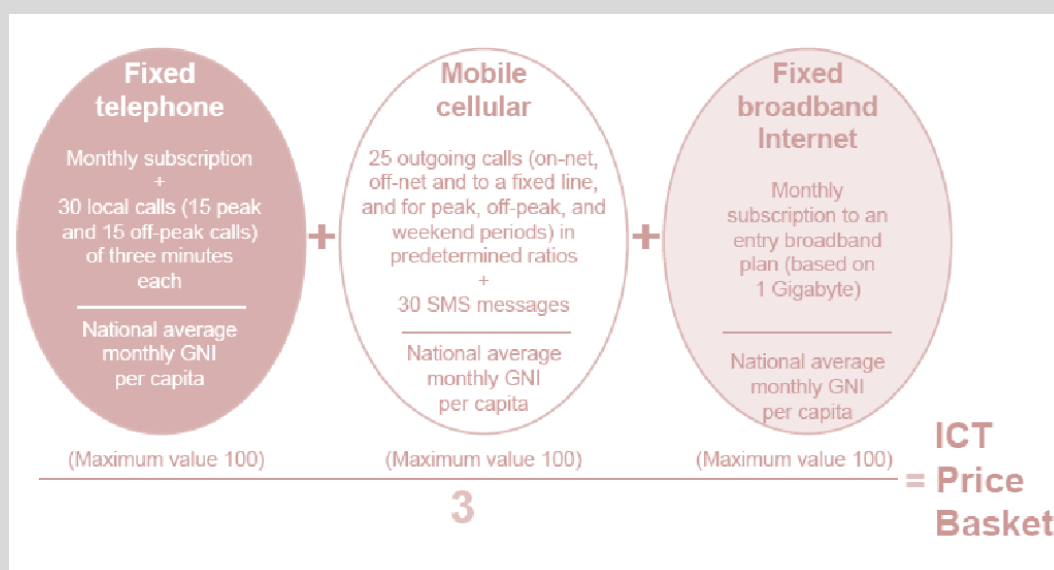 Fixed
telephone
Monthly subscription
+
30 local calls (15 peak
and 15 off-peak calls)
of three minutes
each
National average
monthly GNI
per capita
(Maximum value 100)
+
Mobile
cellular
25 outgoing calls (on-net,
off-net and to a fixed line,
and for peak, off-peak, and
weekend periods) in
predetermined ratios
+
30 SMS messages
National average
monthly GNI
per capita
(Maximum value 100)
+
Fixed
broadband
Internet
Monthly
subscription to an
entry broadband
plan (based on
1 Gigabyte)
National average
monthly GNI
per capita
(Maximum value 100)
3
ICT
= Price
Basket